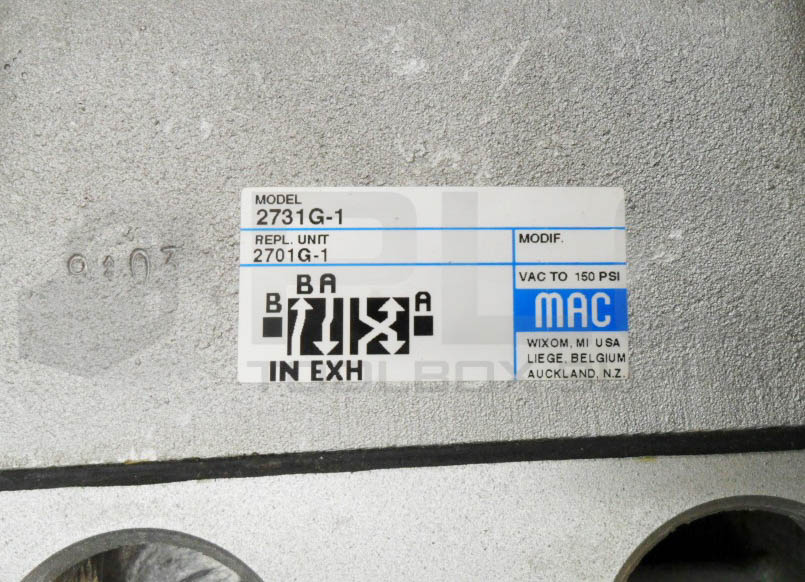 MODEL
2731G-1
REPL. UNIT
2701G-1
MODIF.
B A
B
A
IN EXH
VAC TO 150 PSI
MAC
WIXOM, MI USA
LIEGE, BELGIUM
AUCKLAND, N.Z.